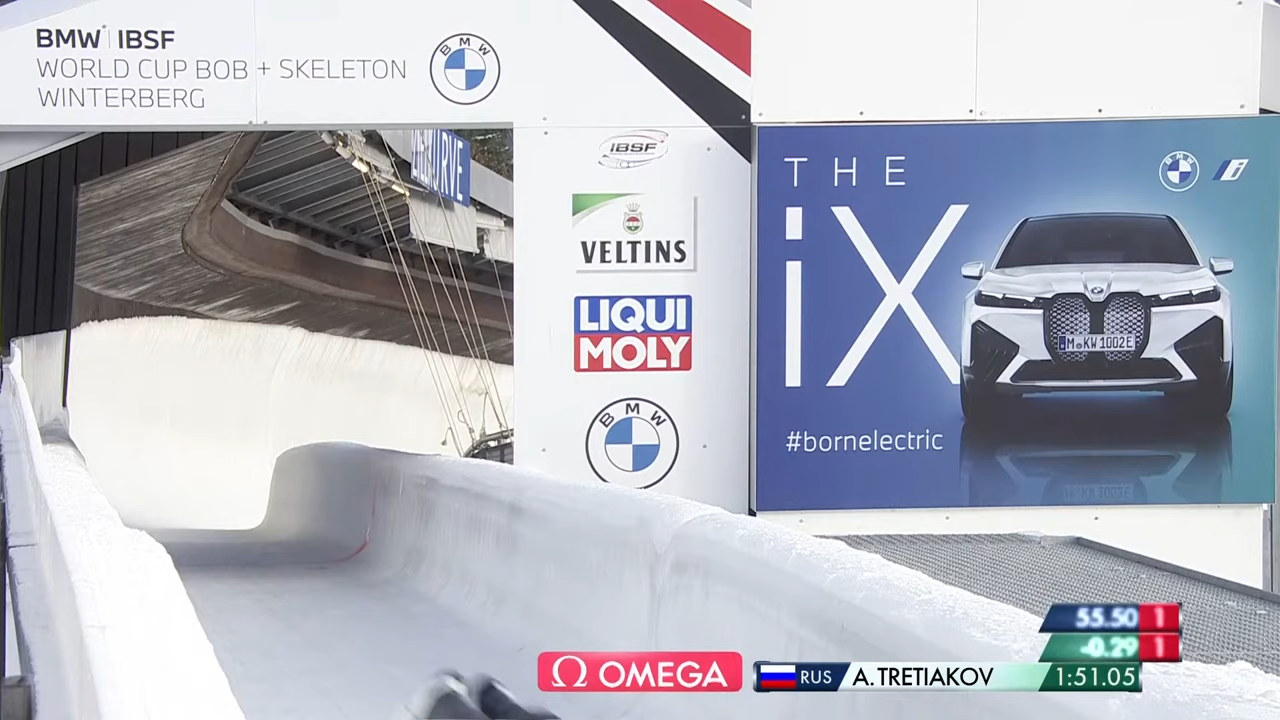 BMW IBSF
WORLD CUP BOB + SKELETON
WINTERBERG
BMW
IBSF
VELTINS
LIQUI
MOLY
BMW
THE
iX
BMW i
M KW 1002E
#bornelectric
55.50 1
-0.29 1
Ω OMEGA
RUS A. TRETIAKOV 1:51.05